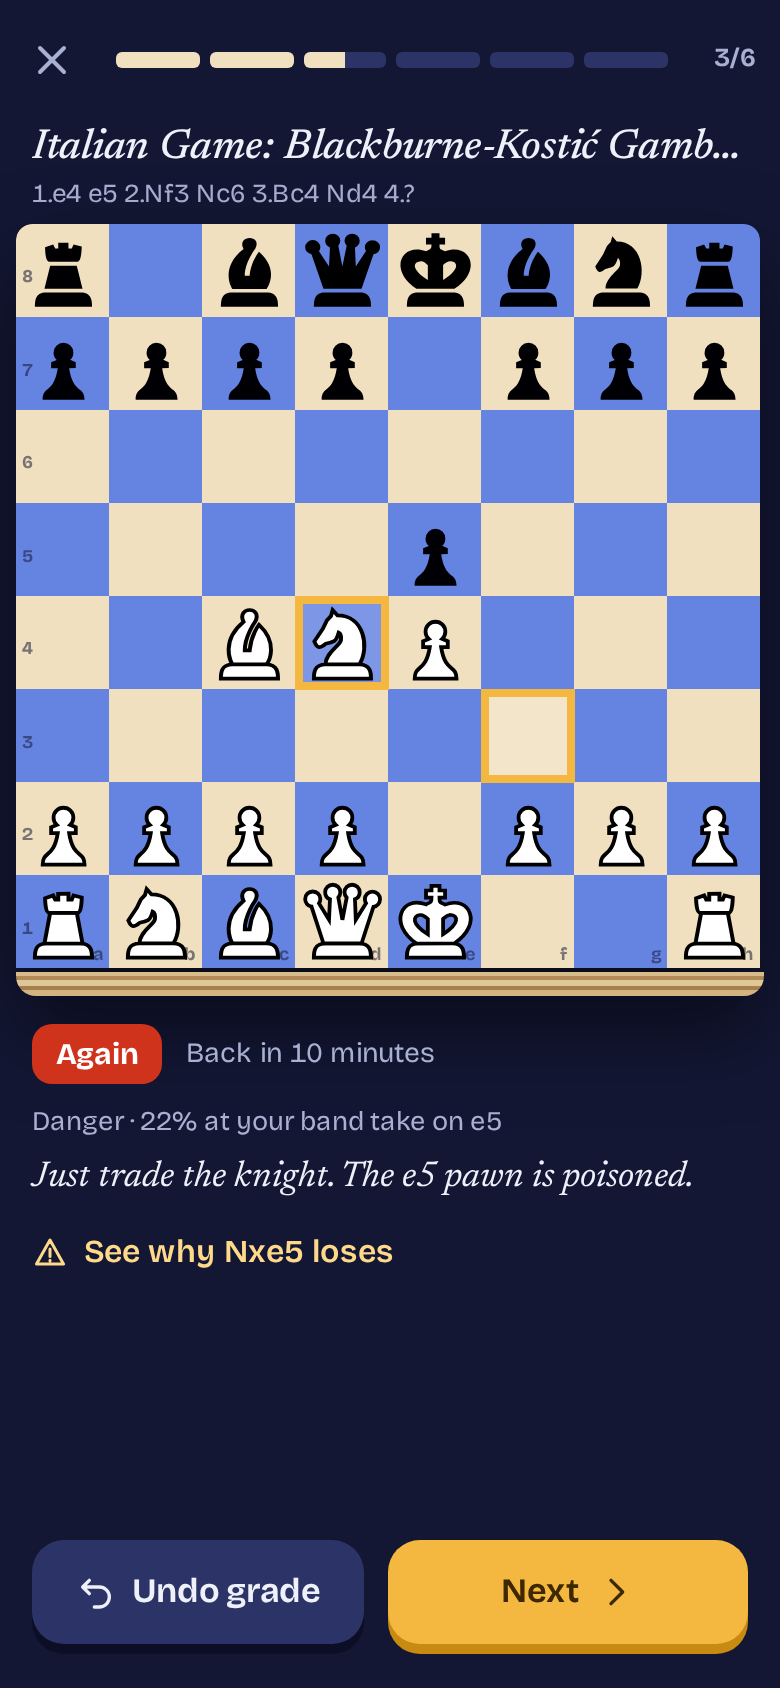 3/6
Italian Game: Blackburne-Kostić Gamb...
1.e4 e5 2.Nf3 Nc6 3.Bc4 Nd4 4.?
8
7
6
5
4
3
2
1
a b c d e f g h
Again Back in 10 minutes
Danger · 22% at your band take on e5
Just trade the knight. The e5 pawn is poisoned.
See why Nxe5 loses
Undo grade Next